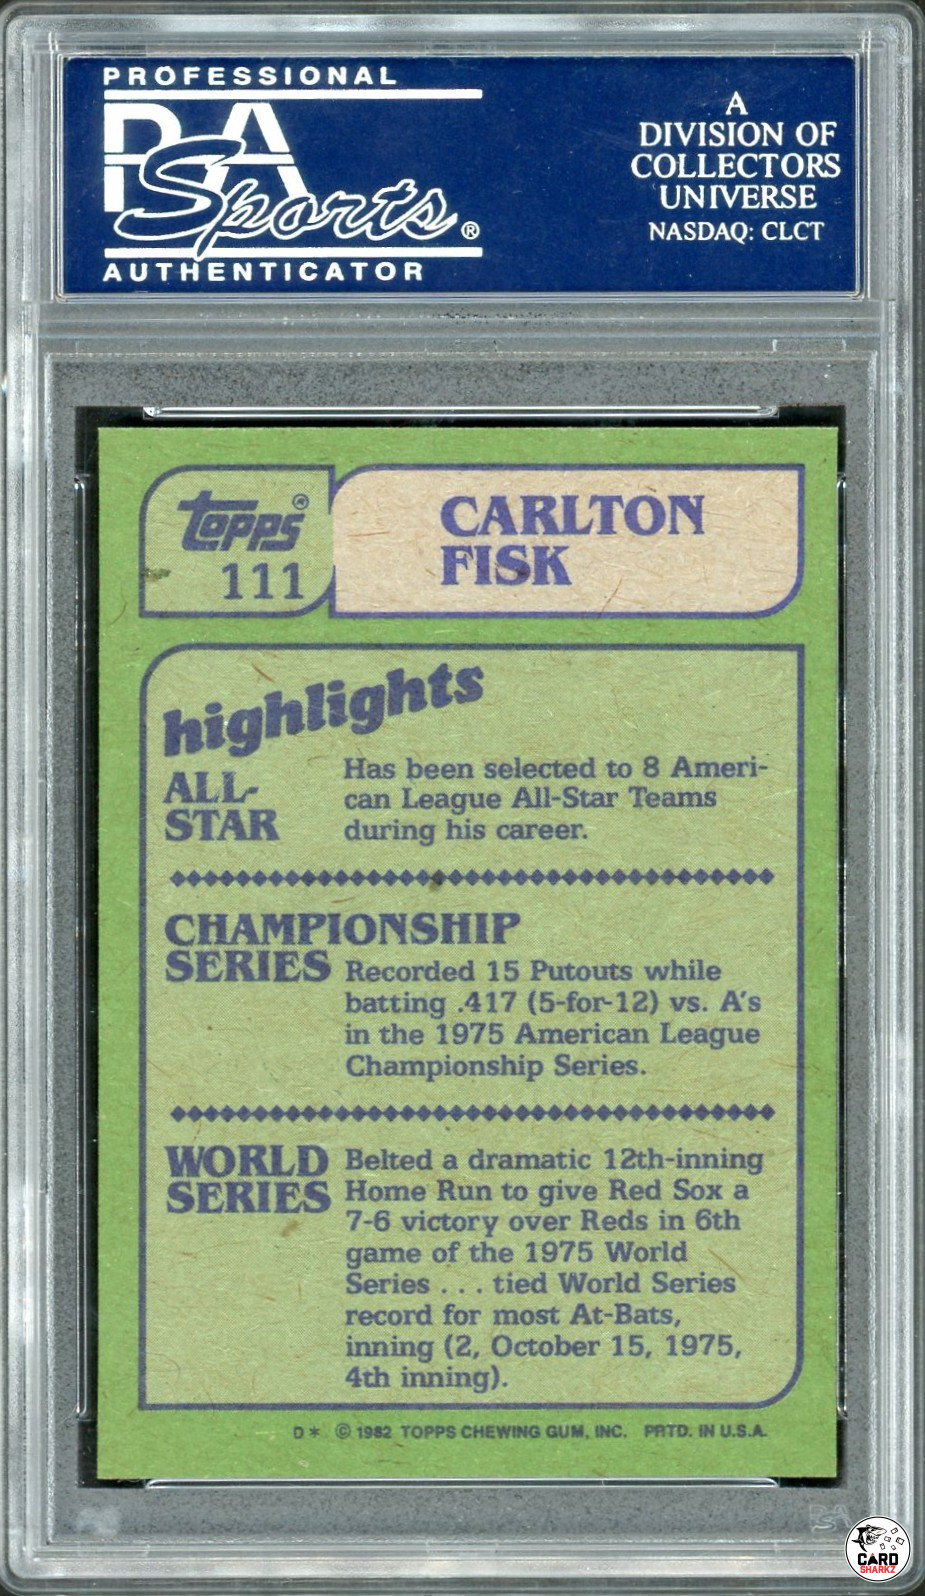 PROFESSIONAL
PSA
Sports®
AUTHENTICATOR
A
DIVISION OF
COLLECTORS
UNIVERSE
NASDAQ: CLCT
topps®
111
CARLTON
FISK
highlights
ALL-
STAR
Has been selected to 8 Ameri-
can League All-Star Teams
during his career.
CHAMPIONSHIP
SERIES
Recorded 15 Putouts while
batting .417 (5-for-12) vs. A's
in the 1975 American League
Championship Series.
WORLD
SERIES
Belted a dramatic 12th-inning
Home Run to give Red Sox a
7-6 victory over Reds in 6th
game of the 1975 World
Series . . . tied World Series
record for most At-Bats,
inning (2, October 15, 1975,
4th inning).
D* © 1982 TOPPS CHEWING GUM, INC. PRTD. IN U.S.A.
PSA
CARD
SHARKZ